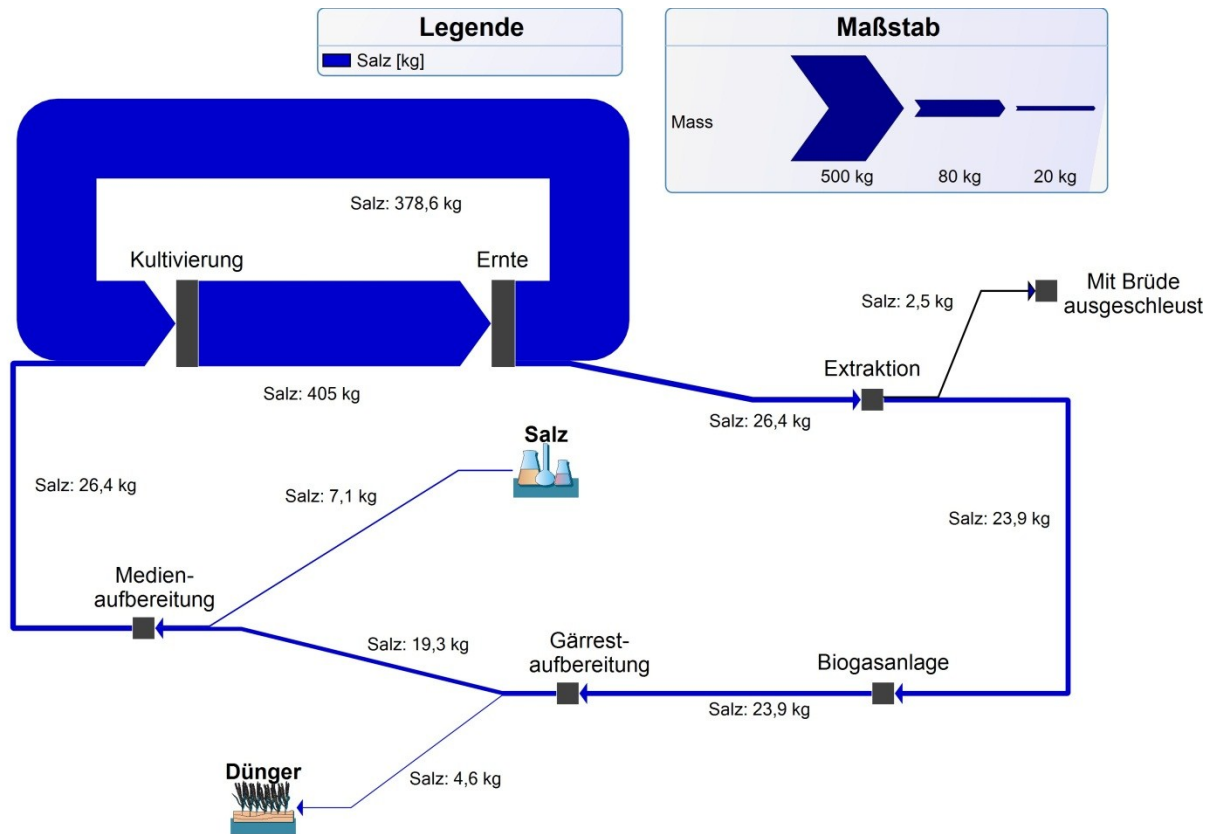 Legende
Salz [kg]
Maßstab
Mass
500 kg
80 kg
20 kg
Salz: 378,6 kg
Kultivierung
Ernte
Salz: 405 kg
Mit Brüde
ausgeschleust
Salz: 2,5 kg
Extraktion
Salz: 26,4 kg
Salz
Salz: 7,1 kg
Salz: 26,4 kg
Salz: 23,9 kg
Medien-
aufbereitung
Salz: 19,3 kg
Gärrest-
aufbereitung
Biogasanlage
Salz: 23,9 kg
Dünger
Salz: 4,6 kg